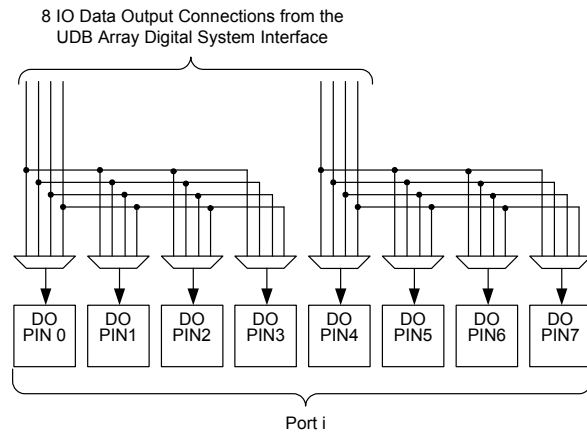 8 IO Data Output Connections from the
UDB Array Digital System Interface
DO
PIN 0
DO
PIN1
DO
PIN2
DO
PIN3
DO
PIN4
DO
PIN5
DO
PIN6
DO
PIN7
Port i